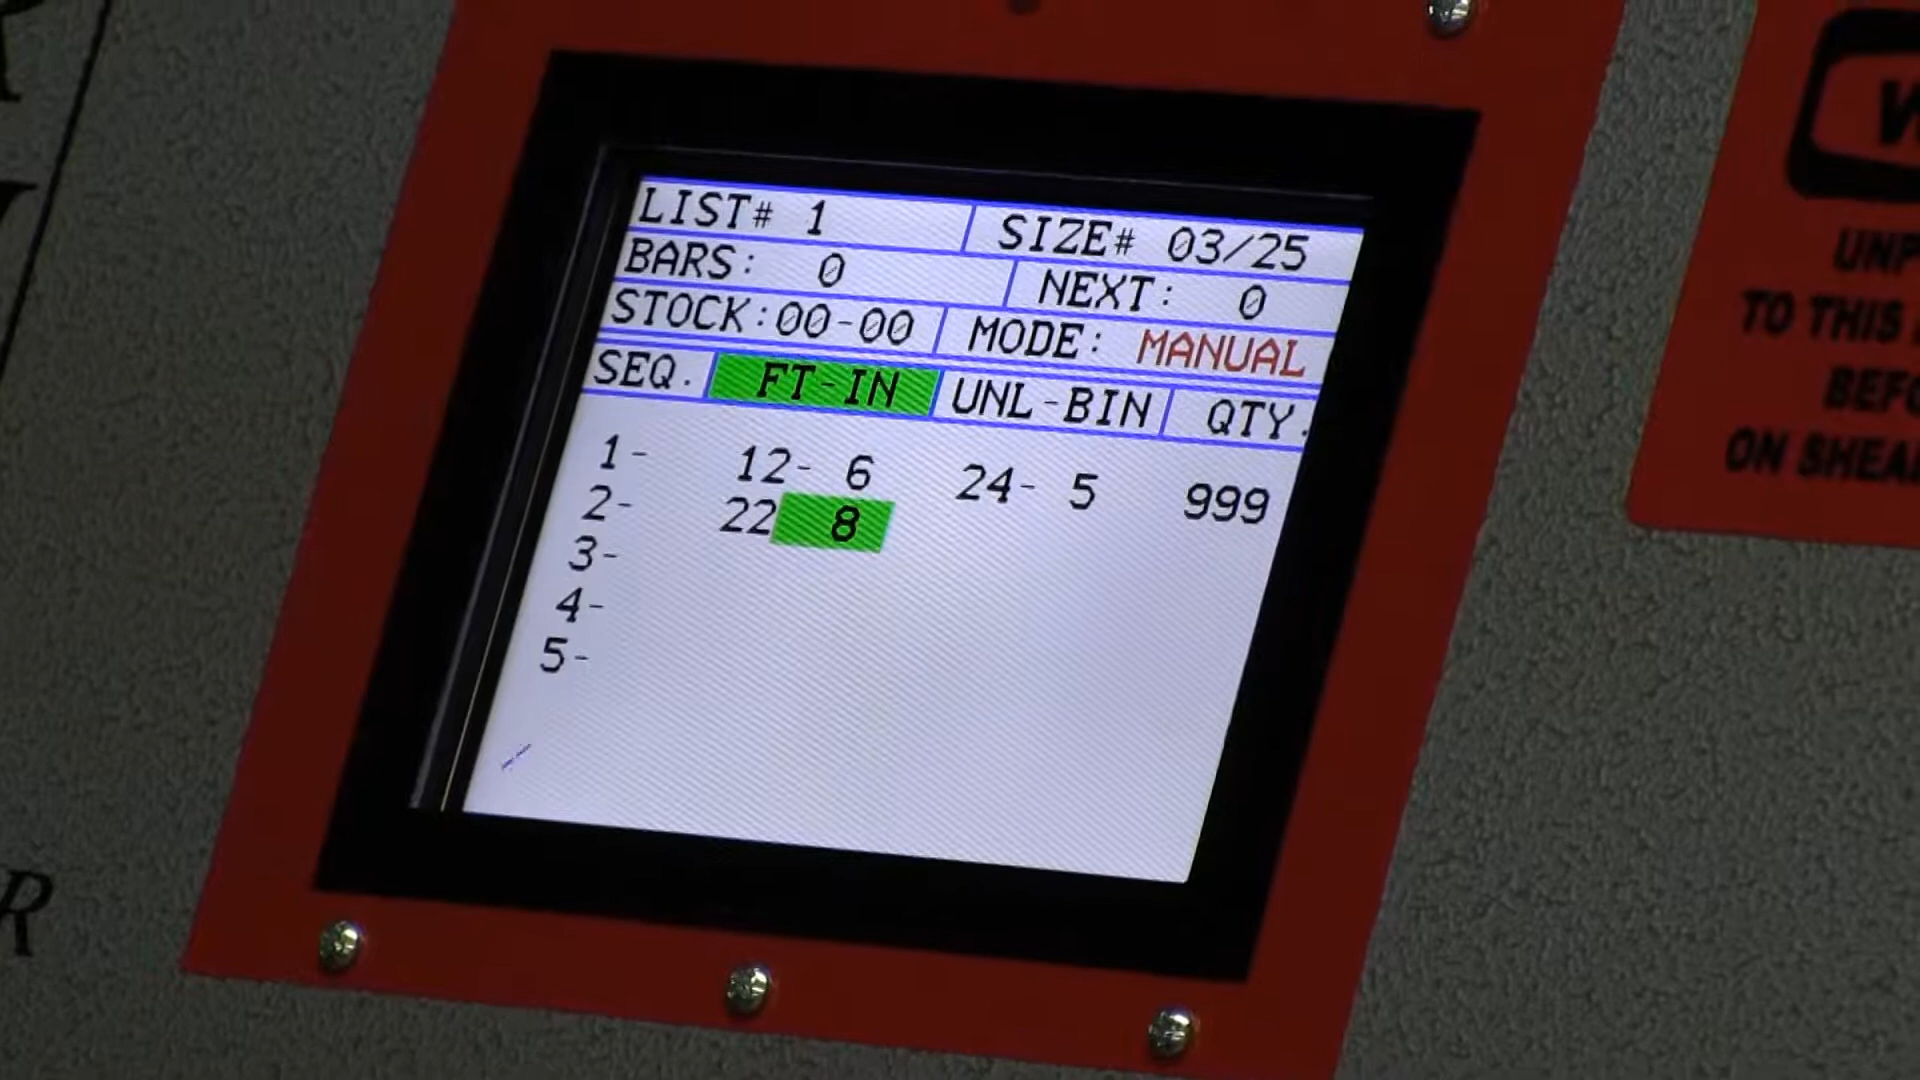 LIST# 1 SIZE# 03/25
BARS: 0 NEXT: 0
STOCK:00-00 MODE: MANUAL
SEQ. FT-IN UNL-BIN QTY.
1- 12- 6 24- 5 999
2- 22 8
3-
4-
5-
TO THIS
ON
R